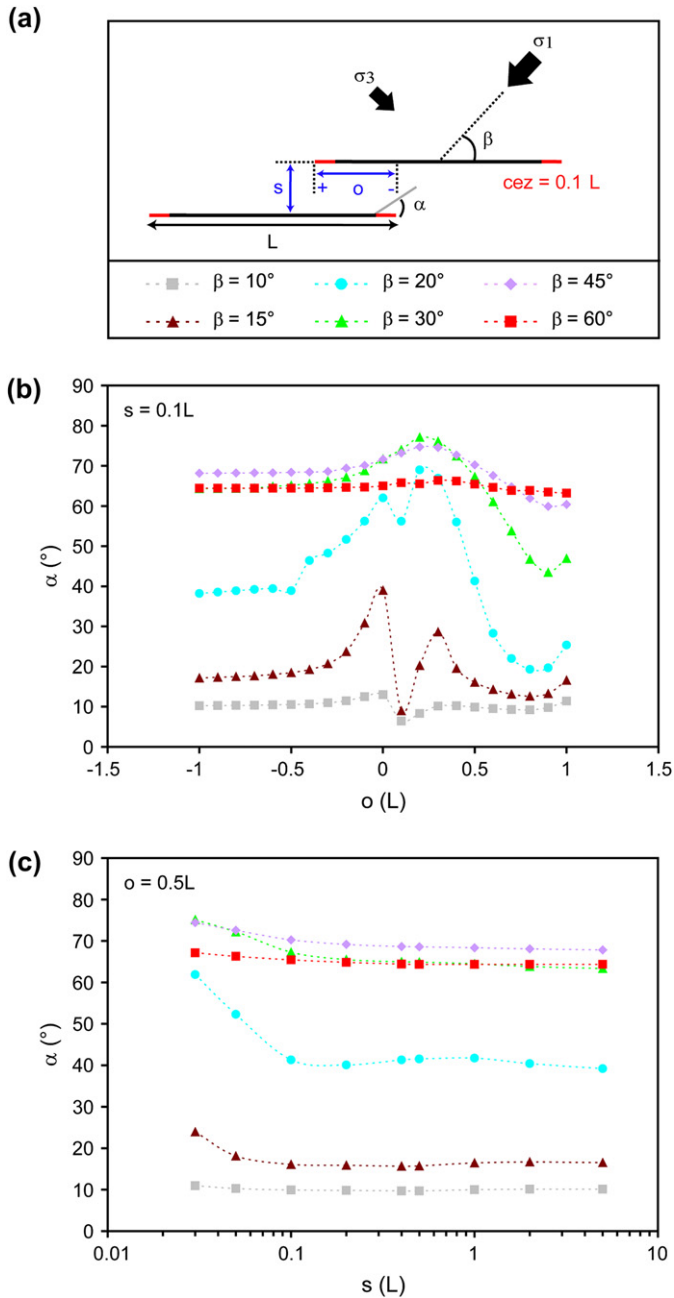 (a)
σ1
σ3
β
cez = 0.1 L
s
+ o -
α
L
β = 10° β = 20° β = 45°
β = 15° β = 30° β = 60°
(b)
s = 0.1L
90
80
70
60
50
40
30
20
10
0
α (°)
-1.5 -1 -0.5 0 0.5 1 1.5
o (L)
(c)
o = 0.5L
90
80
70
60
50
40
30
20
10
0
α (°)
0.01 0.1 1 10
s (L)